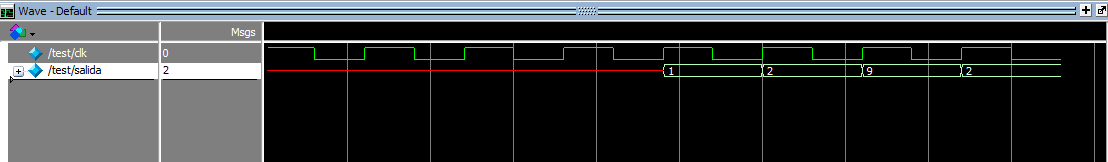 Wave - Default
Msgs
/test/clk 0
/test/salida 2 1 2 9 2